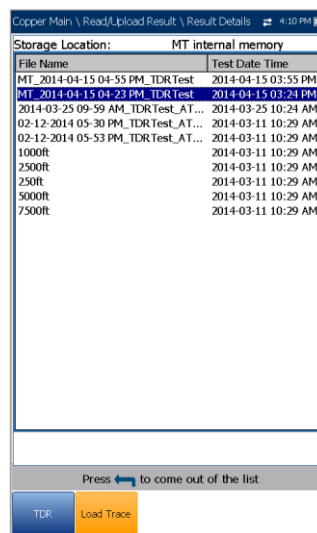 Copper Main \ Read/Upload Result \ Result Details 4:10 PM
Storage Location: MT internal memory
File Name Test Date Time
MT_2014-04-15 04-55 PM_TDRTest 2014-04-15 03:55 PM
MT_2014-04-15 04-23 PM_TDRTest 2014-04-15 03:24 PM
2014-03-25 09-59 AM_TDRTest_AT... 2014-03-25 10:24 AM
02-12-2014 05-30 PM_TDRTest_AT... 2014-03-11 10:29 AM
02-12-2014 05-53 PM_TDRTest_AT... 2014-03-11 10:29 AM
1000ft 2014-03-11 10:29 AM
2500ft 2014-03-11 10:29 AM
250ft 2014-03-11 10:29 AM
5000ft 2014-03-11 10:29 AM
7500ft 2014-03-11 10:29 AM
Press to come out of the list
TDR Load Trace